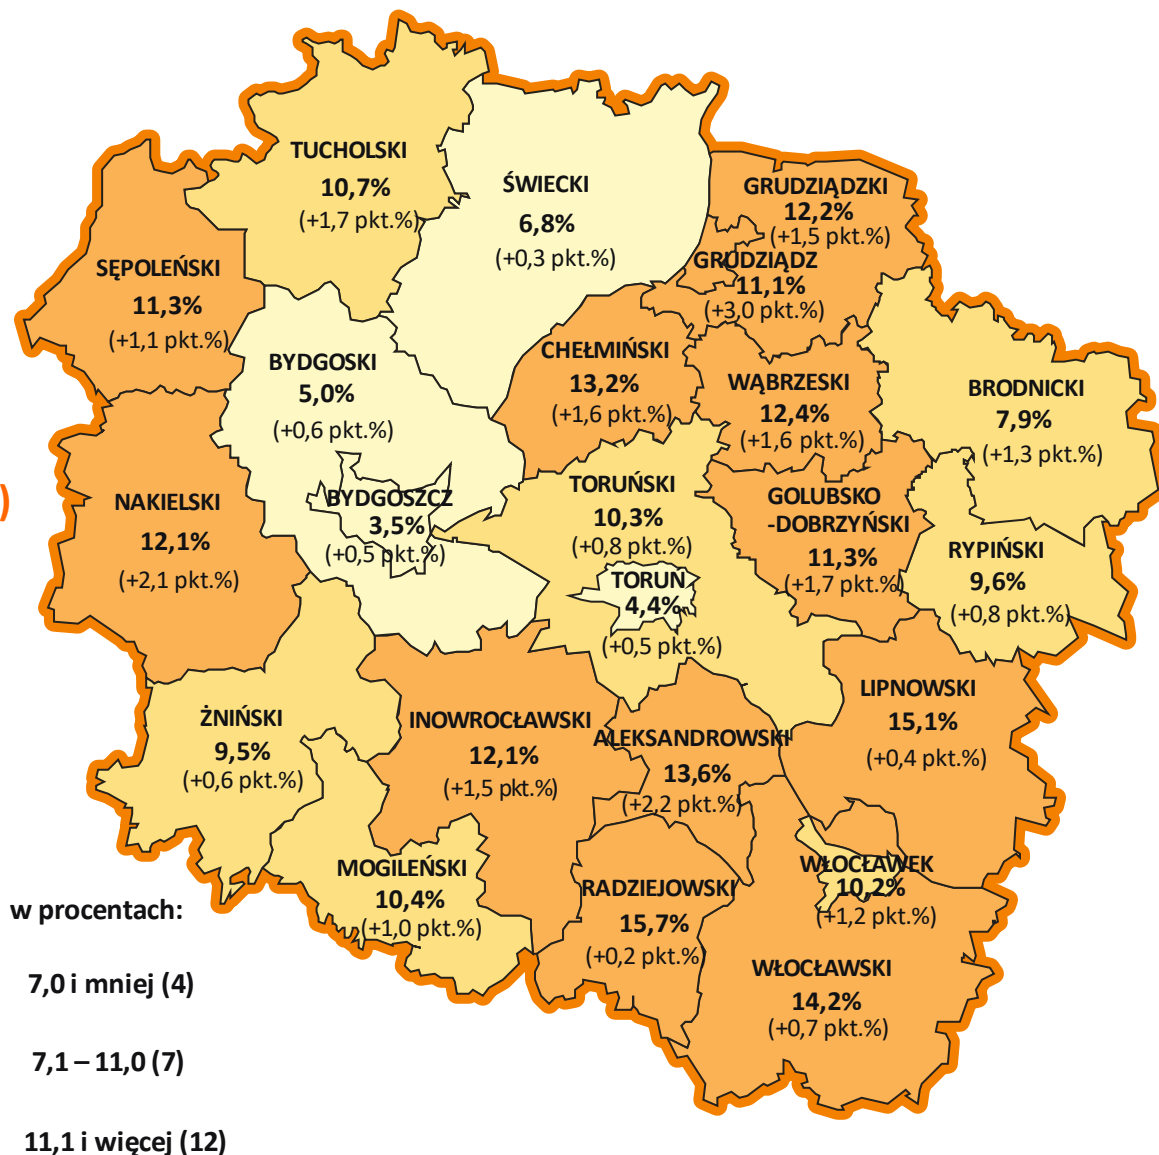 TUCHOLSKI
10,7%
(+1,7 pkt.%)
ŚWIECKI
6,8%
(+0,3 pkt.%)
GRUDZIĄDZKI
12,2%
(+1,5 pkt.%)
GRUDZIĄDZ
11,1%
(+3,0 pkt.%)
SĘPOLEŃSKI
11,3%
(+1,1 pkt.%)
BYDGOSKI
5,0%
(+0,6 pkt.%)
CHEŁMIŃSKI
13,2%
(+1,6 pkt.%)
WĄBRZESKI
12,4%
(+1,6 pkt.%)
BRODNICKI
7,9%
(+1,3 pkt.%)
)
NAKIELSKI
12,1%
(+2,1 pkt.%)
BYDGOSZCZ
3,5%
(+0,5 pkt.%)
TORUŃSKI
10,3%
(+0,8 pkt.%)
GOLUBSKO
-DOBRZYŃSKI
11,3%
(+1,7 pkt.%)
RYPIŃSKI
9,6%
(+0,8 pkt.%)
TORUŃ
4,4%
(+0,5 pkt.%)
ŻNIŃSKI
9,5%
(+0,6 pkt.%)
INOWROCŁAWSKI
12,1%
(+1,5 pkt.%)
ALEKSANDROWSKI
13,6%
(+2,2 pkt.%)
LIPNOWSKI
15,1%
(+0,4 pkt.%)
MOGILEŃSKI
10,4%
(+1,0 pkt.%)
RADZIEJOWSKI
15,7%
(+0,2 pkt.%)
WŁOCŁAWEK
10,2%
(+1,2 pkt.%)
WŁOCŁAWSKI
14,2%
(+0,7 pkt.%)
w procentach:
7,0 i mniej (4)
7,1 – 11,0 (7)
11,1 i więcej (12)